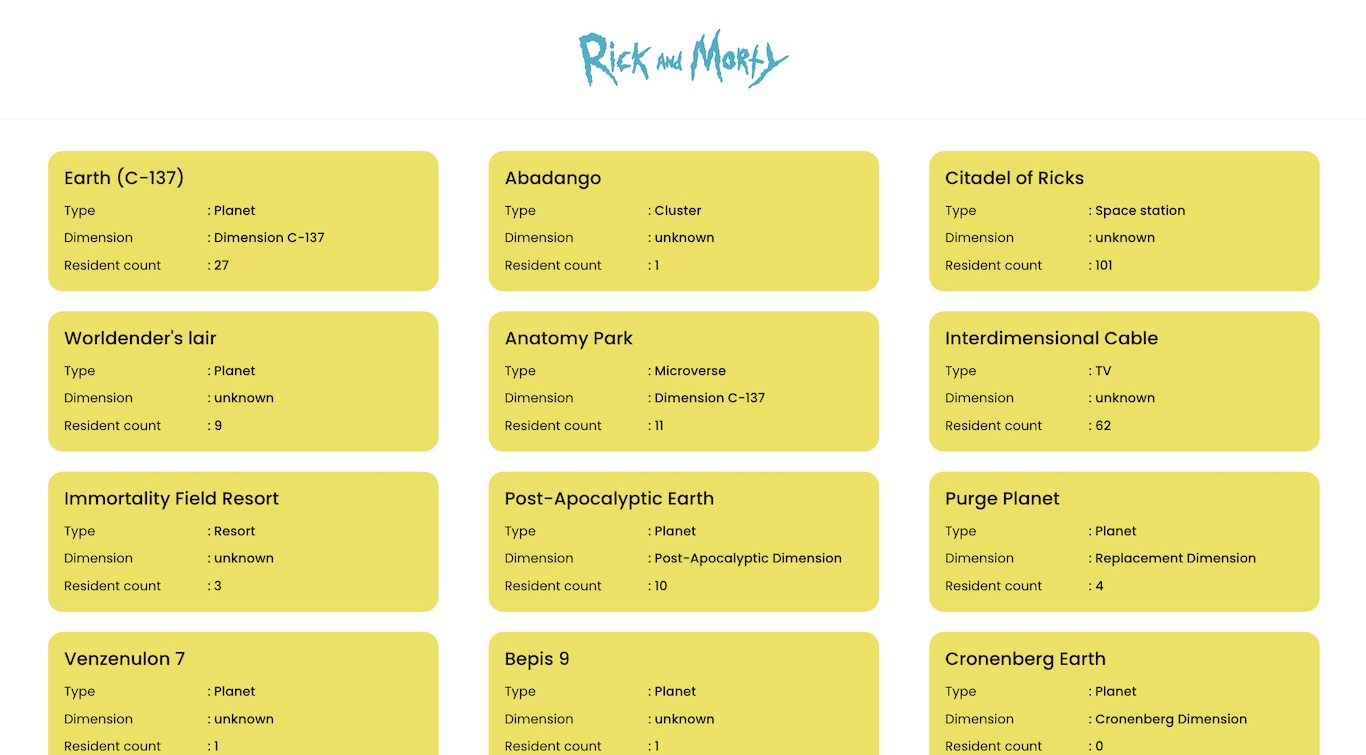 Rick and Morty
Earth (C-137)
Type : Planet
Dimension : Dimension C-137
Resident count : 27
Abadango
Type : Cluster
Dimension : unknown
Resident count : 1
Citadel of Ricks
Type : Space station
Dimension : unknown
Resident count : 101
Worldender's lair
Type : Planet
Dimension : unknown
Resident count : 9
Anatomy Park
Type : Microverse
Dimension : Dimension C-137
Resident count : 11
Interdimensional Cable
Type : TV
Dimension : unknown
Resident count : 62
Immortality Field Resort
Type : Resort
Dimension : unknown
Resident count : 3
Post-Apocalyptic Earth
Type : Planet
Dimension : Post-Apocalyptic Dimension
Resident count : 10
Purge Planet
Type : Planet
Dimension : Replacement Dimension
Resident count : 4
Venzenulon 7
Type : Planet
Dimension : unknown
Resident count : 1
Bepis 9
Type : Planet
Dimension : unknown
Resident count : 1
Cronenberg Earth
Type : Planet
Dimension : Cronenberg Dimension
Resident count : 0